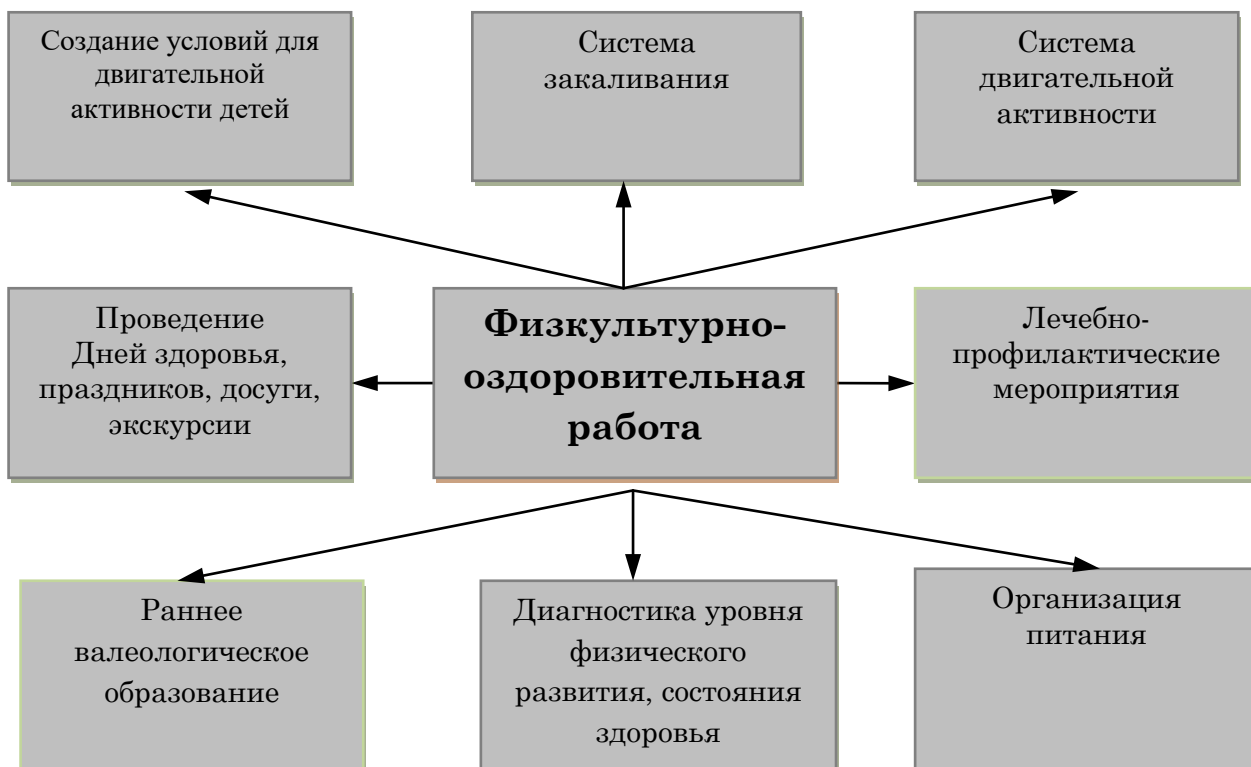 Создание условий для
двигательной
активности детей
Система
закаливания
Система
двигательной
активности
Проведение
Дней здоровья,
праздников, досуги,
экскурсии
Физкультурно-
оздоровительная
работа
Лечебно-
профилактические
мероприятия
Раннее
валеологическое
образование
Диагностика уровня
физического
развития, состояния
здоровья
Организация
питания